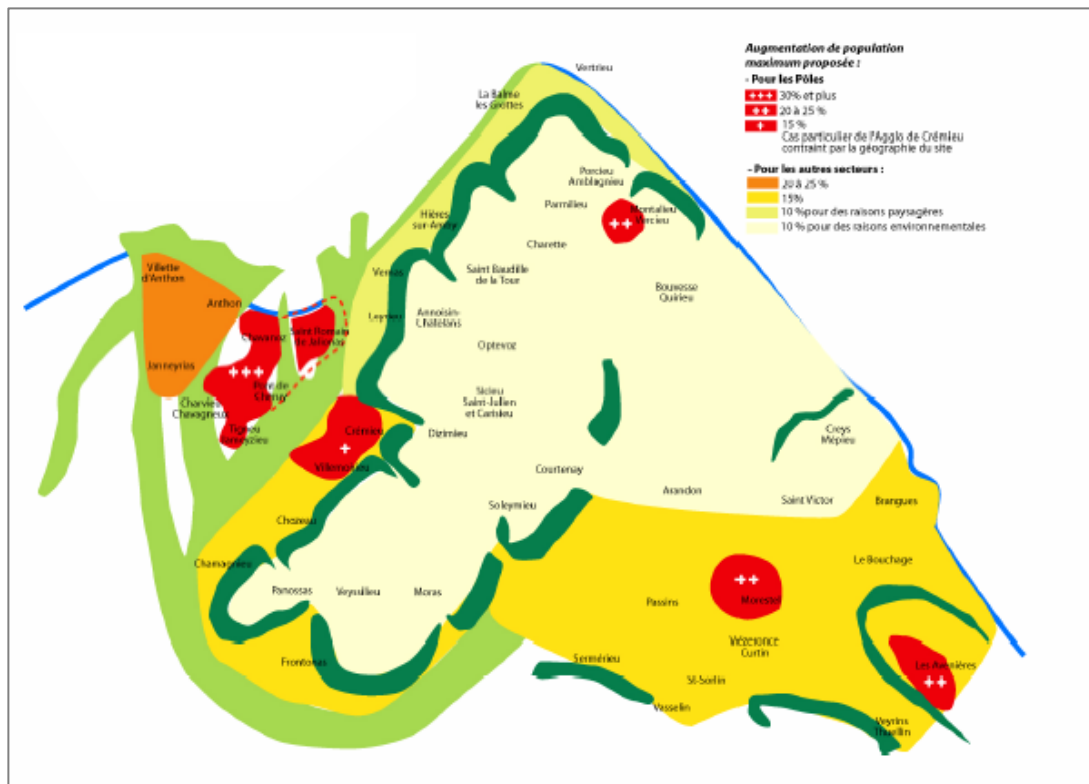 Augmentation de population
maximum proposée :
- Pour les Pôles
+++ 30% et plus
++ 20 à 25 %
+ 15 %
Cas particulier de l'Agglo de Crémieu
contraint par la géographie du site
- Pour les autres secteurs :
20 à 25 %
15%
10 %pour des raisons paysagères
10 % pour des raisons environnementales
Vertrieu
La Balme
les Grottes
Porcieu
Amblagnieu
Parmilieu
Montalieu
Vercieu
++
Hières
sur-Amby
Charette
Vernas
Saint Baudille
de la Tour
Bouvesse
Quirieu
Villette
d'Anthon
Anthon
Leyrieu
Annoisin-
Châtelans
Chavanoz
Saint Romain
de Jalionas
Optevoz
Janneyrias
+++
Pont de
Cheruy
+
Charvieu
Chavagneux
Tignieu
Jameyzieu
Sicieu
Saint-Julien
et Carisieu
Crémieu
+
Villemoirieu
Dizimieu
Creys
Mépieu
Courtenay
Arandon
Saint Victor
Brangues
Soleymieu
Chozeau
Chamagnieu
Le Bouchage
Panossas
Veyssilieu
Moras
++
Morestel
Passins
Vézeronce
Curtin
Frontonas
Sermérieu
St-Sorlin
Les Avenières
++
Vasselin
Veyrins
Thuellin